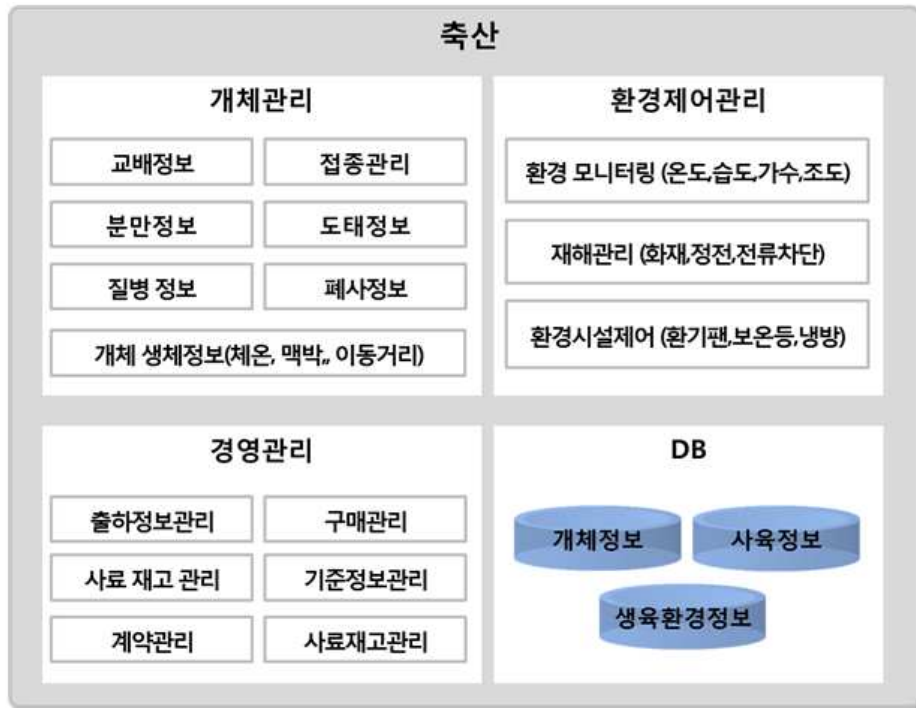 축산
개체관리
교배정보 접종관리
분만정보 도태정보
질병 정보 폐사정보
개체 생체정보(체온, 맥박,, 이동거리)
환경제어관리
환경 모니터링 (온도,습도,가수,조도)
재해관리 (화재,정전,전류차단)
환경시설제어 (환기팬,보온등,냉방)
경영관리
출하정보관리 구매관리
사료 재고 관리 기준정보관리
계약관리 사료재고관리
DB
개체정보 사육정보
생육환경정보